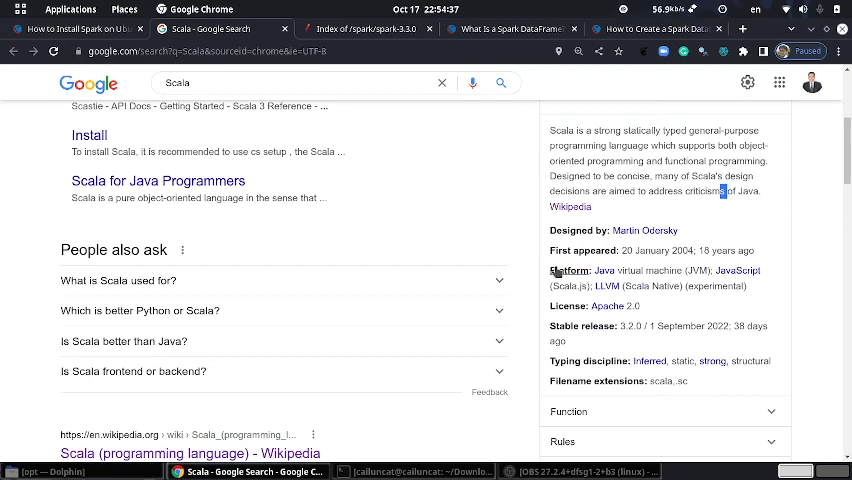 Applications Places Google Chrome Oct 17 22:54:37 56.9kB/s en
How to Install Spark on Ub
Scala - Google Search
Index of /spark/spark-3.3.0
What Is a Spark DataFrame?
How to Create a Spark Data
google.com/search?q=Scala&sourceid=chrome&ie=UTF-8
Paused
Google
Scala
Scastie - API Docs - Getting Started - Scala 3 Reference - ...
Install
To install Scala, it is recommended to use cs setup , the Scala ...
Scala for Java Programmers
Scala is a pure object-oriented language in the sense that ...
People also ask
What is Scala used for?
Which is better Python or Scala?
Is Scala better than Java?
Is Scala frontend or backend?
Feedback
https://en.wikipedia.org › wiki › Scala_(programming_l...
Scala (programming language) - Wikipedia
Scala is a strong statically typed general-purpose
programming language which supports both object-
oriented programming and functional programming.
Designed to be concise, many of Scala's design
decisions are aimed to address criticisms of Java.
Wikipedia
Designed by: Martin Odersky
First appeared: 20 January 2004; 18 years ago
Platform: Java virtual machine (JVM); JavaScript
(Scala.js); LLVM (Scala Native) (experimental)
License: Apache 2.0
Stable release: 3.2.0 / 1 September 2022; 38 days
ago
Typing discipline: Inferred, static, strong, structural
Filename extensions: scala,.sc
Function
Rules
[opt — Dolphin]
Scala - Google Search - Google C...
[cailuncat@cailuncat: ~/Downlo...
[OBS 27.2.4+dfsg1-2+b3 (linux) - ...